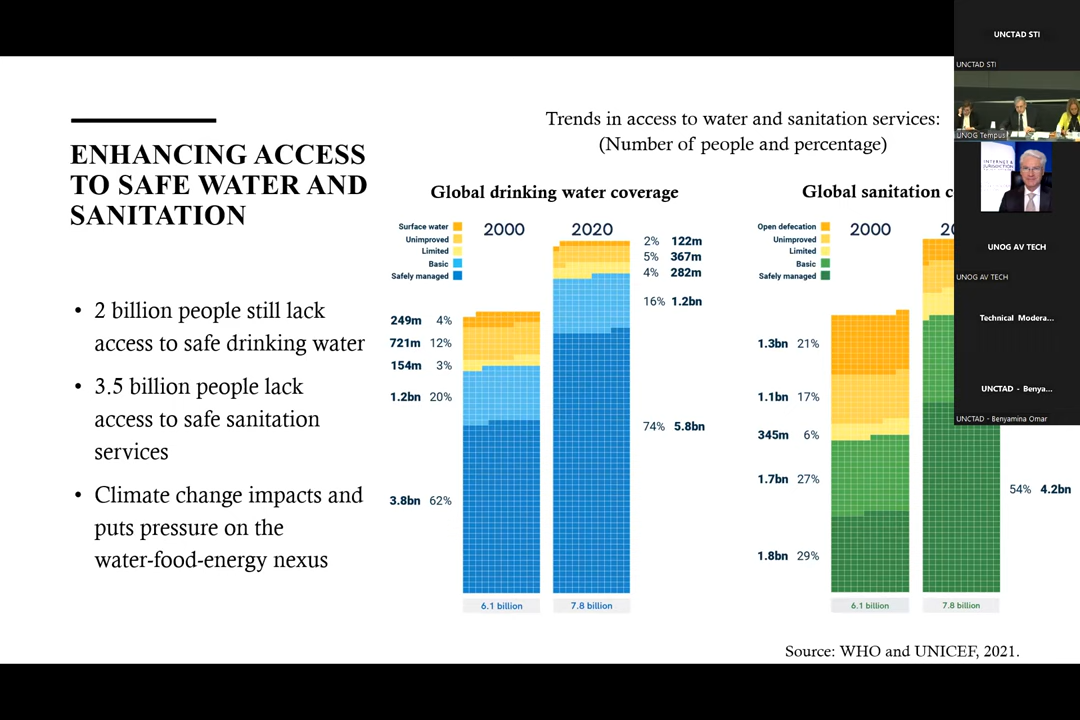 ENHANCING ACCESS
TO SAFE WATER AND
SANITATION
• 2 billion people still lack
access to safe drinking water
• 3.5 billion people lack
access to safe sanitation
services
• Climate change impacts and
puts pressure on the
water-food-energy nexus
Trends in access to water and sanitation services:
(Number of people and percentage)
Global drinking water coverage
Surface water
Unimproved
Limited
Basic
Safely managed
2000
2020
249m 4%
721m 12%
154m 3%
1.2bn 20%
3.8bn 62%
2% 122m
5% 367m
4% 282m
16% 1.2bn
74% 5.8bn
6.1 billion
7.8 billion
Global sanitation c
Open defecation
Unimproved
Limited
Basic
Safely managed
2000
20
1.3bn 21%
1.1bn 17%
345m 6%
1.7bn 27%
1.8bn 29%
54% 4.2bn
6.1 billion
7.8 billion
Source: WHO and UNICEF, 2021.
UNCTAD STI
UNCTAD STI
UNOG Tempus
INTERNET &
JURISDICTION
UNOG AV TECH
UNOG AV TECH
Technical Modera...
UNCTAD - Benya...
UNCTAD - Benyamina Omar